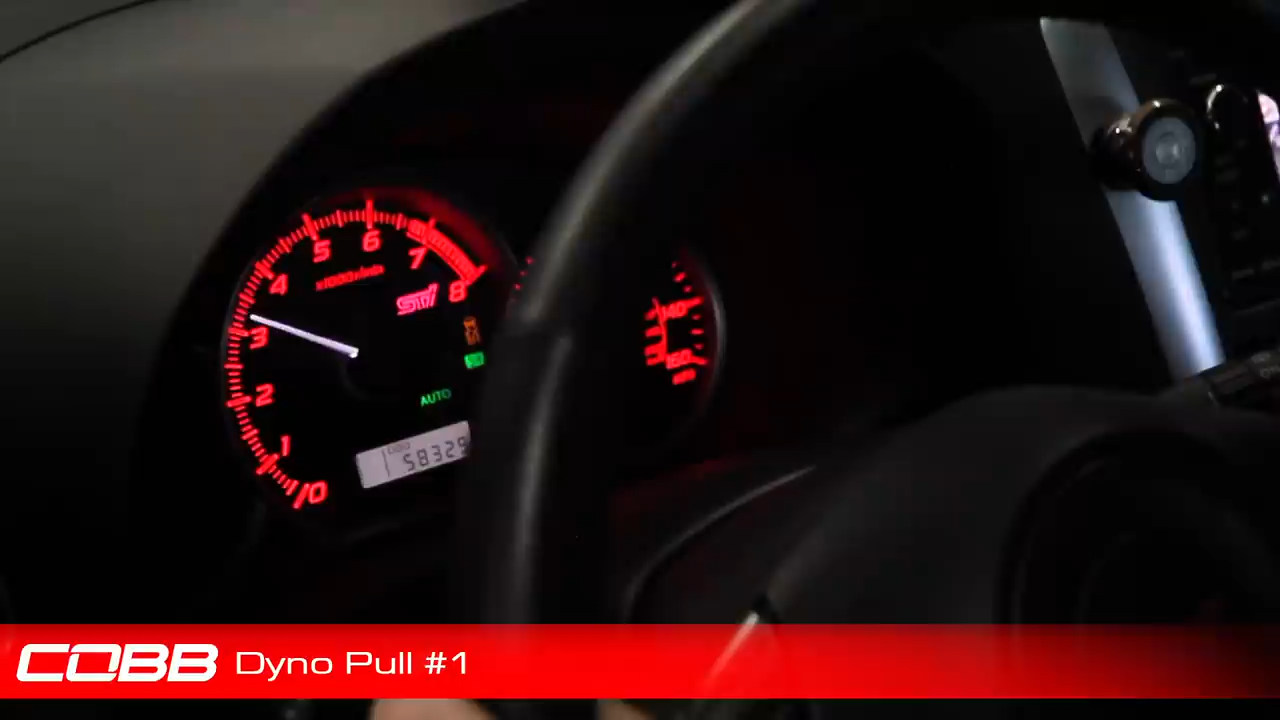 6
5
7
4
x1000r/min
8
STI
140
3
160
2
AUTO
ODO
58329
1
0
COBB Dyno Pull #1